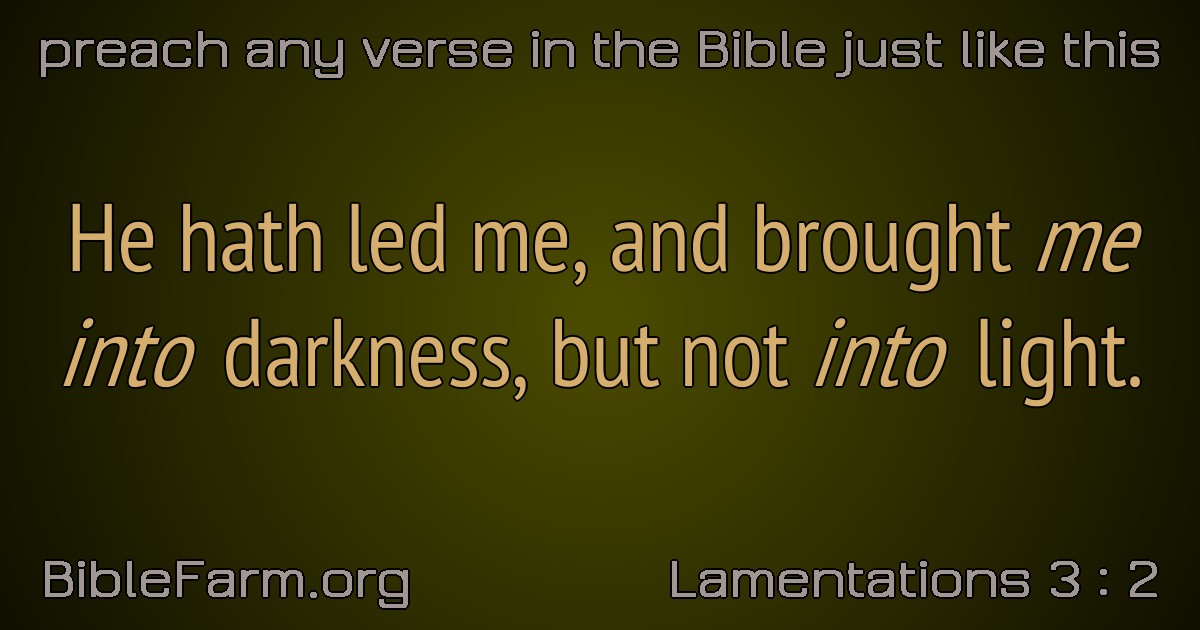 preach any verse in the Bible just like this
He hath led me, and brought me
into darkness, but not into light.
BibleFarm.org
Lamentations 3 : 2